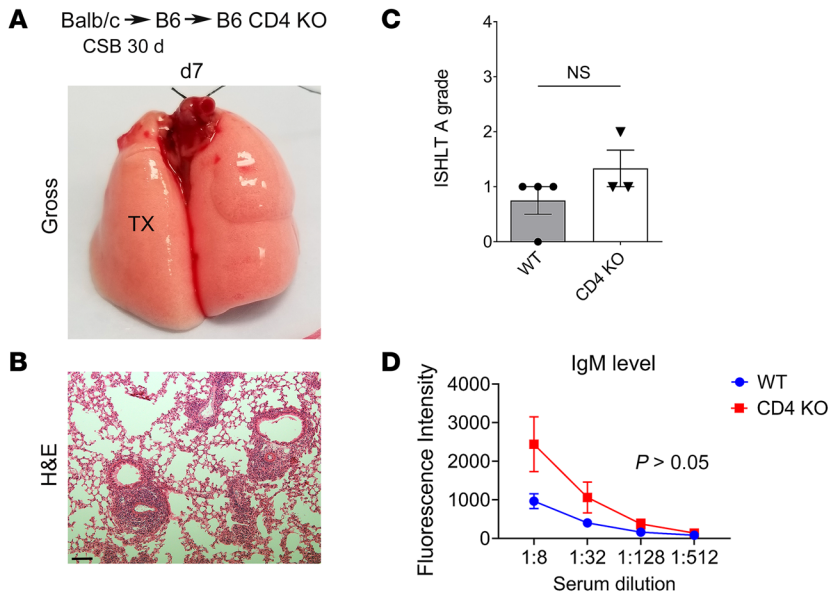 A
Balb/c → B6 → B6 CD4 KO
CSB 30 d
d7
Gross
TX
B
H&E
C
ISHLT A grade
4
3
2
1
0
NS
WT
CD4 KO
D
IgM level
Fluorescence Intensity
4000
3000
2000
1000
0
P > 0.05
1:8 1:32 1:128 1:512
Serum dilution
WT
CD4 KO